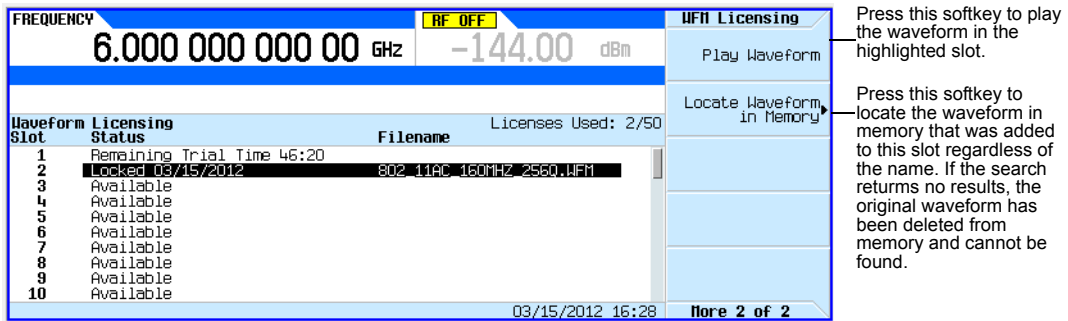 FREQUENCY
RF OFF
6.000 000 000 00 GHz
-144.00 dBm
Waveform Licensing
Licenses Used: 2/50
Slot Status Filename
1 Remaining Trial Time 46:20
2 Locked 03/15/2012 802_11AC_160MHZ_256Q.WFM
3 Available
4 Available
5 Available
6 Available
7 Available
8 Available
9 Available
10 Available
03/15/2012 16:28
WFM Licensing
Play Waveform
Locate Waveform
in Memory
More 2 of 2
Press this softkey to play
the waveform in the
highlighted slot.
Press this softkey to
locate the waveform in
memory that was added
to this slot regardless of
the name. If the search
returms no results, the
original waveform has
been deleted from
memory and cannot be
found.